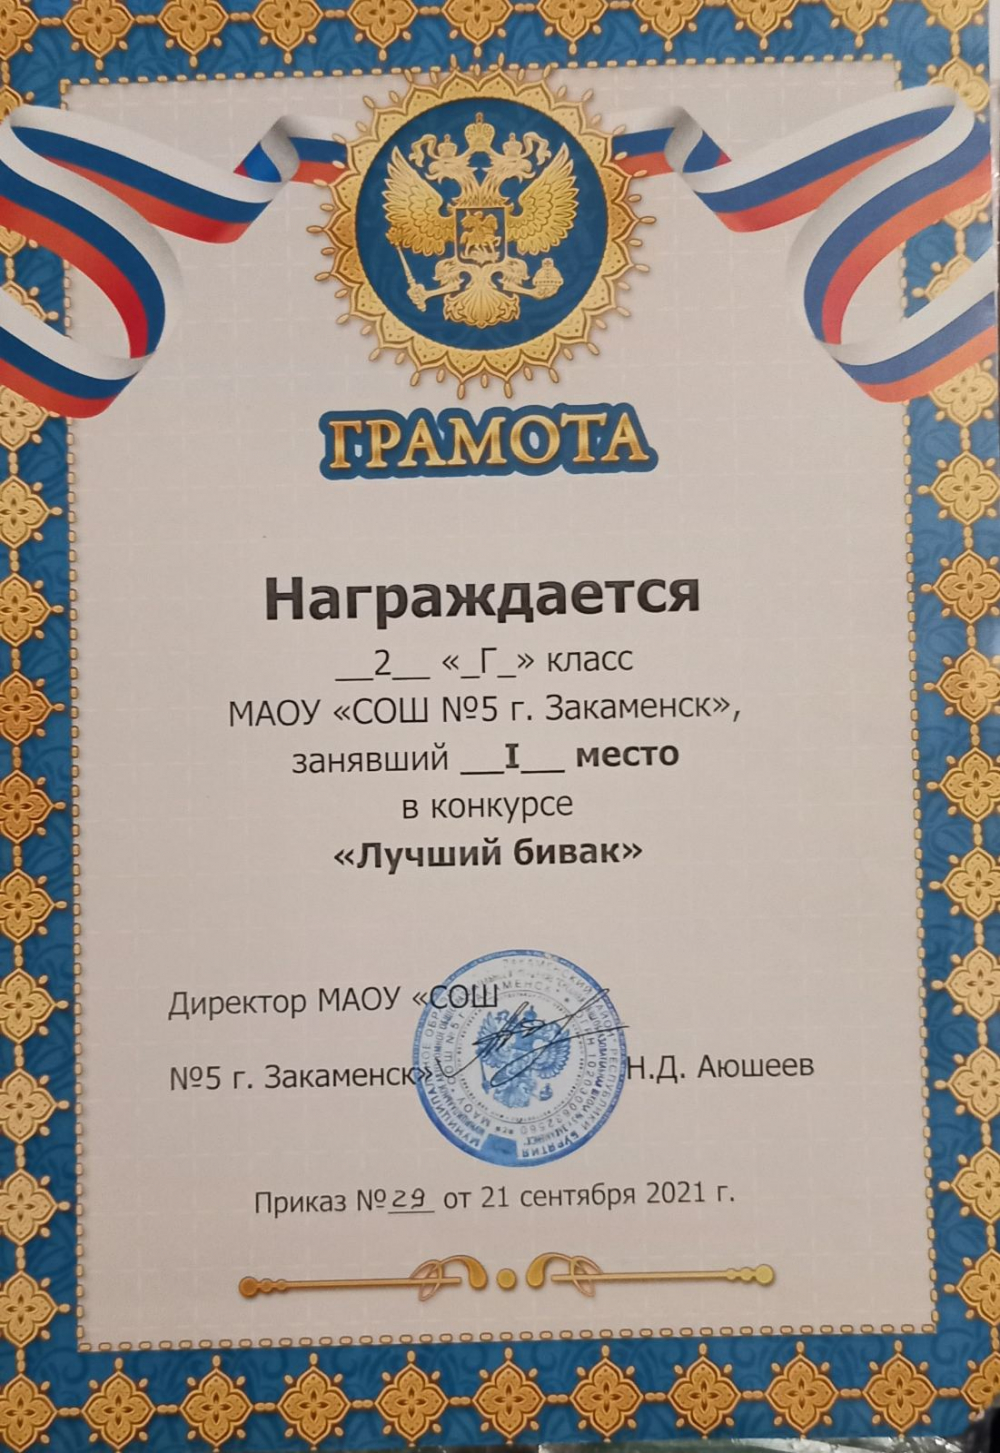 ГРАМОТА
Награждается
__2__ «_Г_» класс
МАОУ «СОШ №5 г. Закаменск»,
занявший __I__ место
в конкурсе
«Лучший бивак»
Директор МАОУ «СОШ
№5 г. Закаменск» Н.Д. Аюшеев
Приказ №29 от 21 сентября 2021 г.